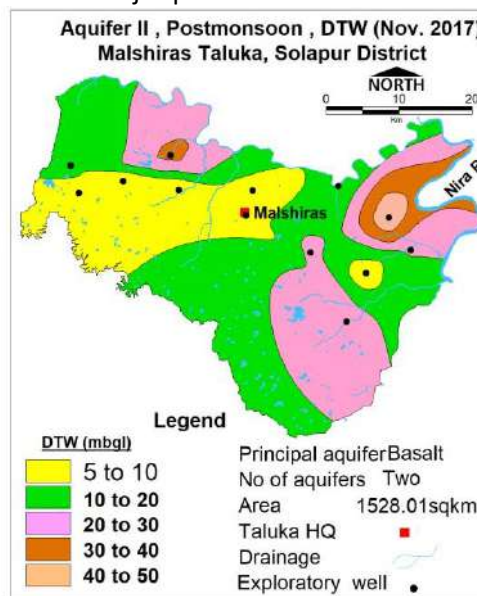 Aquifer II , Postmonsoon , DTW (Nov. 2017)
Malshiras Taluka, Solapur District
NORTH
0 10 20
Km
Nira R
Malshiras
Legend
DTW (mbgl)
5 to 10
10 to 20
20 to 30
30 to 40
40 to 50
Principal aquifer Basalt
No of aquifers Two
Area 1528.01sqkm
Taluka HQ
Drainage
Exploratory well